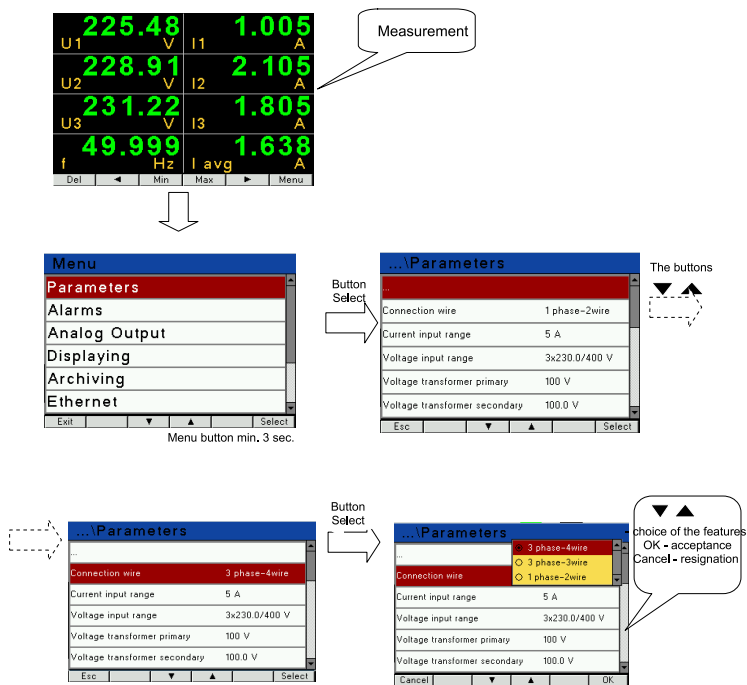 225.48 1.005
U1 V I1 A
Measurement
228.91 2.105
U2 V I2 A
231.22 1.805
U3 V I3 A
49.999 1.638
f Hz I avg A
Del ◄ Min Max ► Menu
Menu
Parameters
Alarms
Analog Output
Displaying
Archiving
Ethernet
Exit ▼ ▲ Select
Menu button min. 3 sec.
Button
Select
...\Parameters
...
Connection wire 1 phase-2wire
Current input range 5 A
Voltage input range 3x230.0/400 V
Voltage transformer primary 100 V
Voltage transformer secondary 100.0 V
Esc ▼ ▲ Select
The buttons
▼ ▲
...\Parameters
...
Connection wire 3 phase-4wire
Current input range 5 A
Voltage input range 3x230.0/400 V
Voltage transformer primary 100 V
Voltage transformer secondary 100.0 V
Esc ▼ ▲ Select
Button
Select
...\Parameters
...
3 phase-4wire
3 phase-3wire
1 phase-2wire
Connection wire
Current input range 5 A
Voltage input range 3x230.0/400 V
Voltage transformer primary 100 V
Voltage transformer secondary 100.0 V
Cancel ▼ ▲ OK
▼ ▲
choice of the features
OK - acceptance
Cancel - resignation